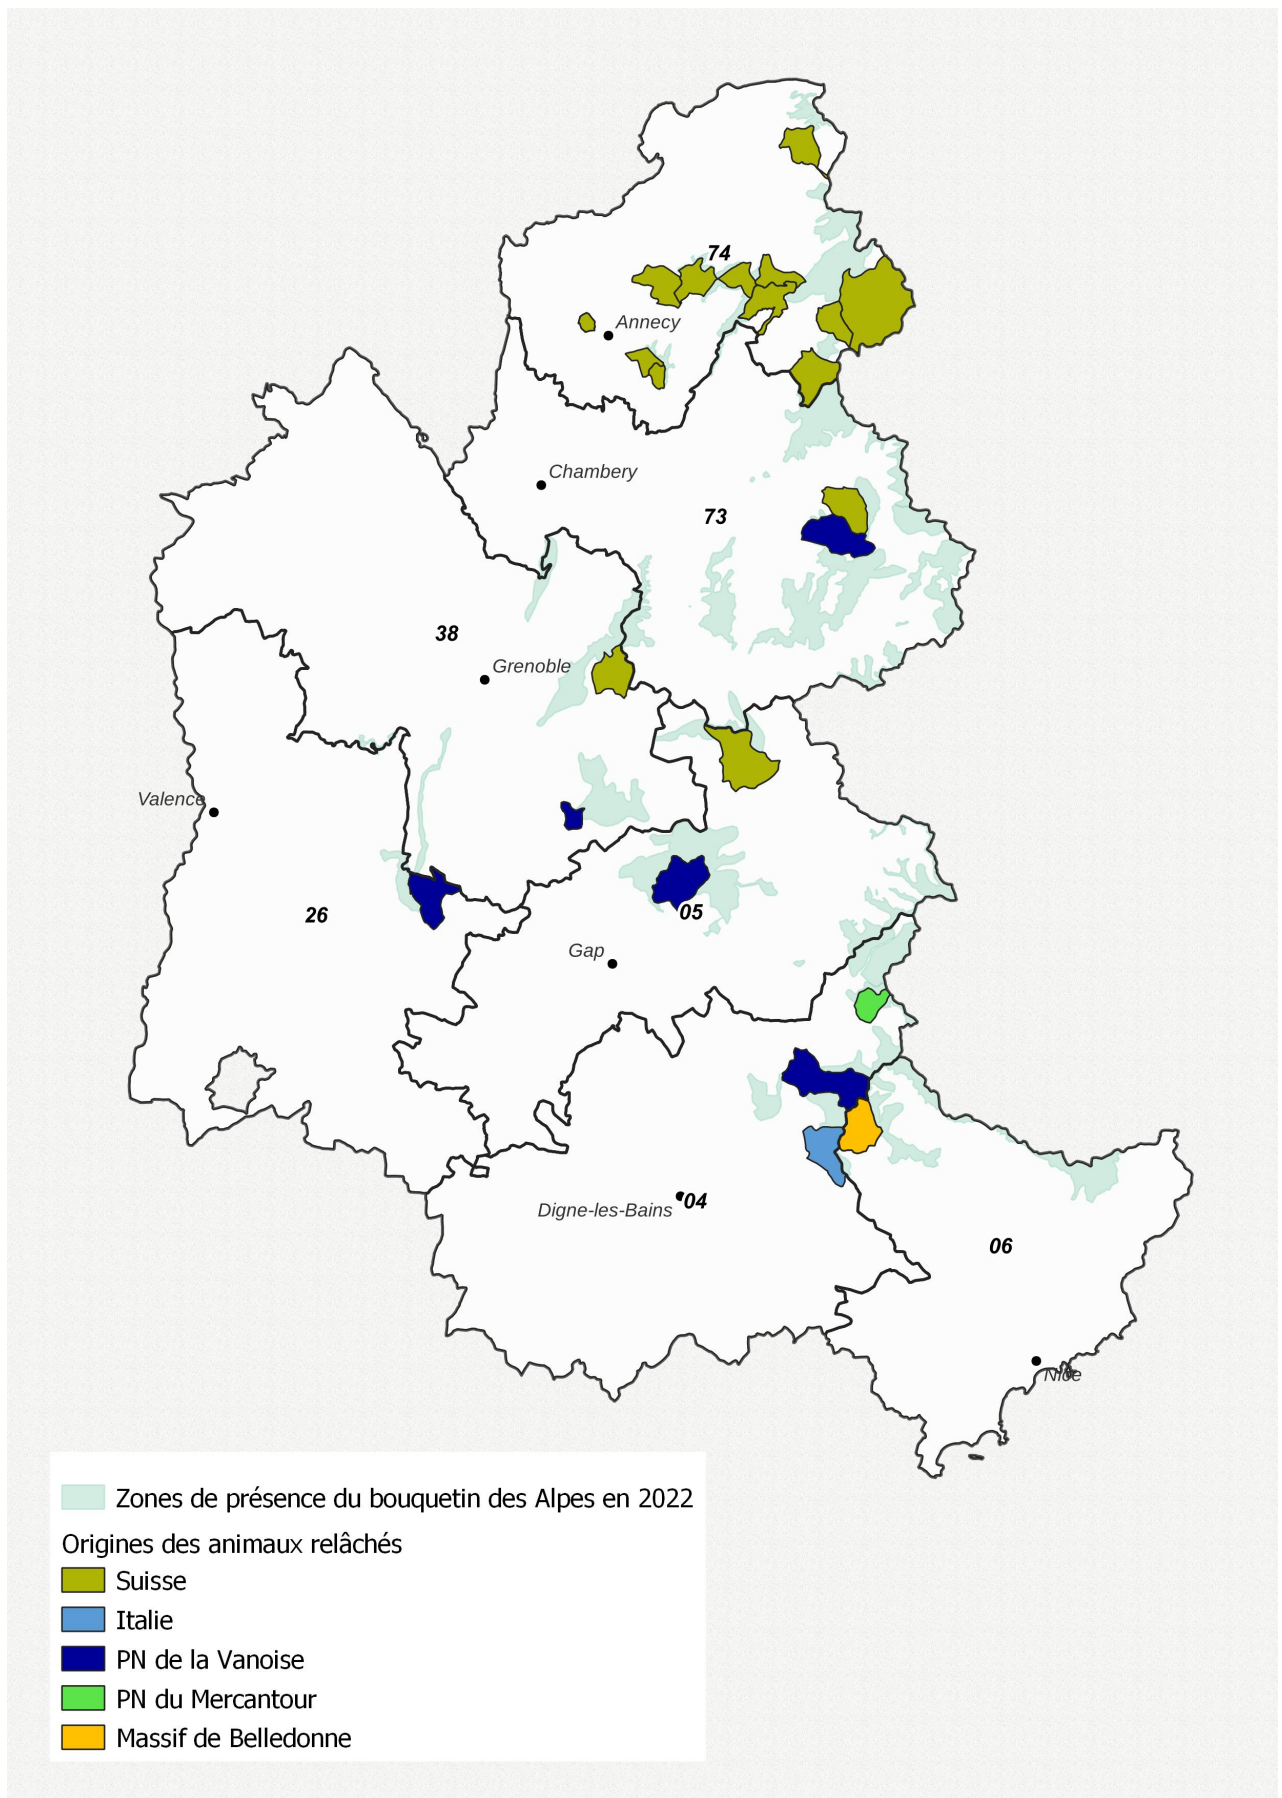 74
Annecy
Chambery
73
38
Grenoble
Valence
26
05
Gap
Digne-les-Bains
04
06
Nice
Zones de présence du bouquetin des Alpes en 2022
Origines des animaux relâchés
Suisse
Italie
PN de la Vanoise
PN du Mercantour
Massif de Belledonne